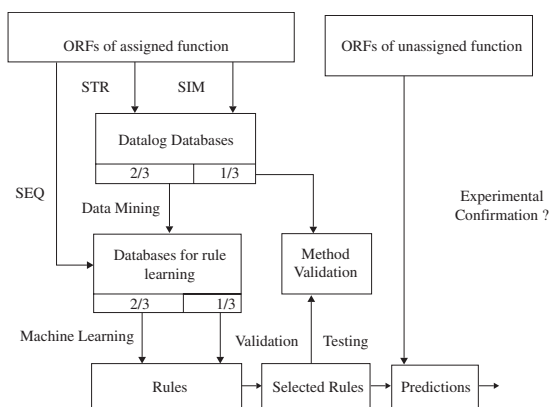 ORFs of assigned function
ORFs of unassigned function
STR
SIM
Datalog Databases
2/3
1/3
SEQ
Data Mining
Experimental
Confirmation ?
Databases for rule
learning
Method
Validation
2/3
1/3
Machine Learning
Validation
Testing
Rules
Selected Rules
Predictions